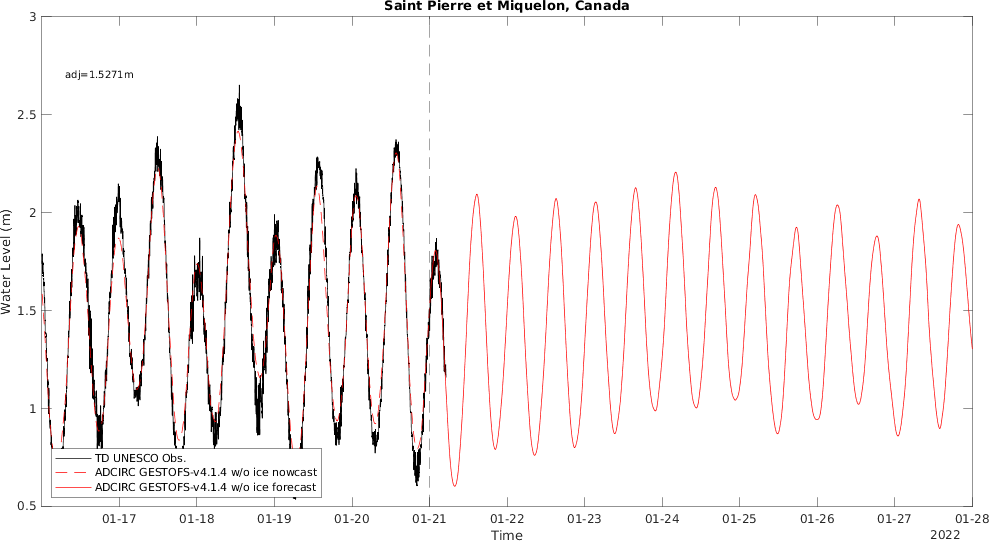 Saint Pierre et Miquelon, Canada
3
adj=1.5271m
2.5
2
Water Level (m)
1.5
1
TD UNESCO Obs.
ADCIRC GESTOFS-v4.1.4 w/o ice nowcast
ADCIRC GESTOFS-v4.1.4 w/o ice forecast
0.5
01-17 01-18 01-19 01-20 01-21 01-22 01-23 01-24 01-25 01-26 01-27 01-28
Time
2022